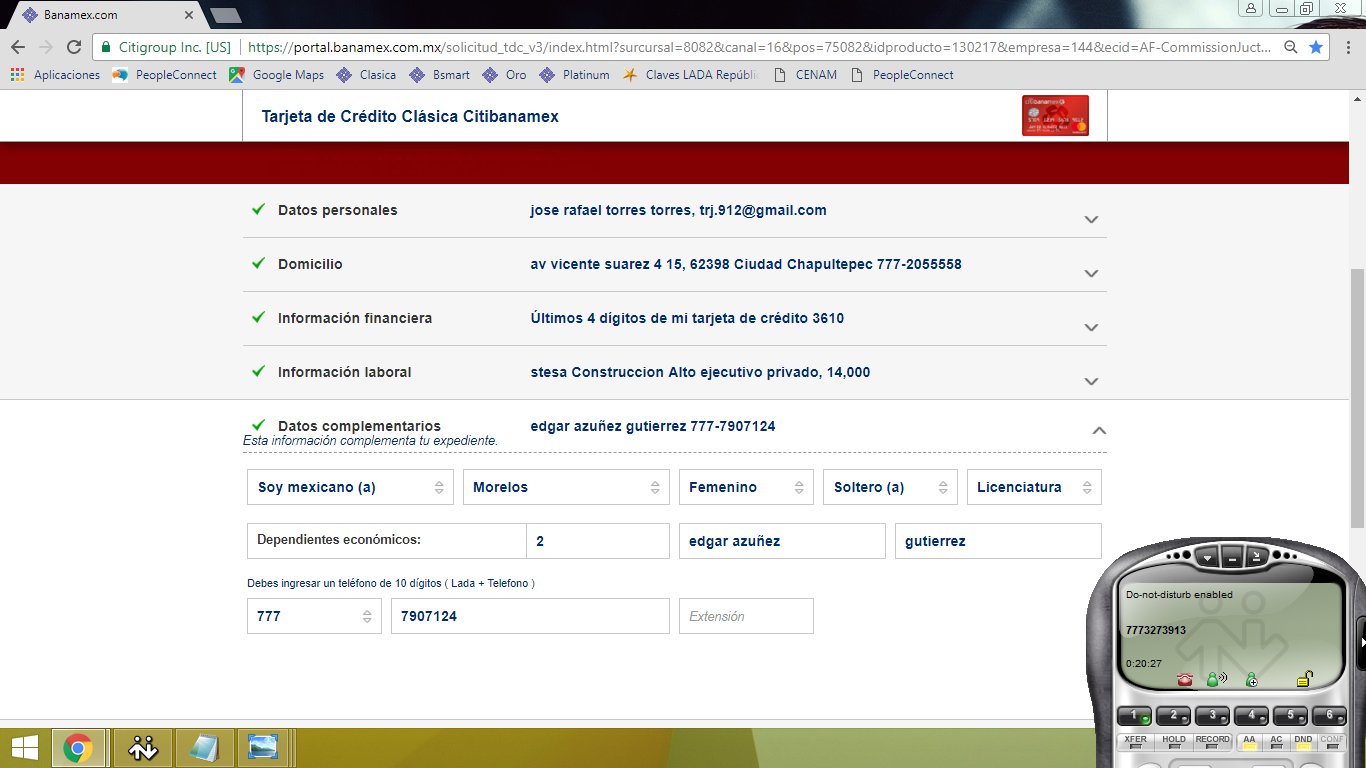 Banamex.com
Citigroup Inc. [US] https://portal.banamex.com.mx/solicitud_tdc_v3/index.html?surcursal=8082&canal=16&pos=75082&idproducto=130217&empresa=144&ecid=AF-CommissionJuct...
Aplicaciones PeopleConnect Google Maps Clasica Bsmart Oro Platinum Claves LADA Repúbli CENAM PeopleConnect
Tarjeta de Crédito Clásica Citibanamex
Datos personales jose rafael torres torres, trj.912@gmail.com
Domicilio av vicente suarez 4 15, 62398 Ciudad Chapultepec 777-2055558
Información financiera Últimos 4 dígitos de mi tarjeta de crédito 3610
Información laboral stesa Construccion Alto ejecutivo privado, 14,000
Datos complementarios edgar azuñez gutierrez 777-7907124
Esta información complementa tu expediente.
Soy mexicano (a) Morelos Femenino Soltero (a) Licenciatura
Dependientes económicos: 2 edgar azuñez gutierrez
Debes ingresar un teléfono de 10 dígitos ( Lada + Telefono )
777 7907124 Extensión
Do-not-disturb enabled
7773273913
0:20:27
1 2 3 4 5 6
XFER HOLD RECORD AA AC DND CONF